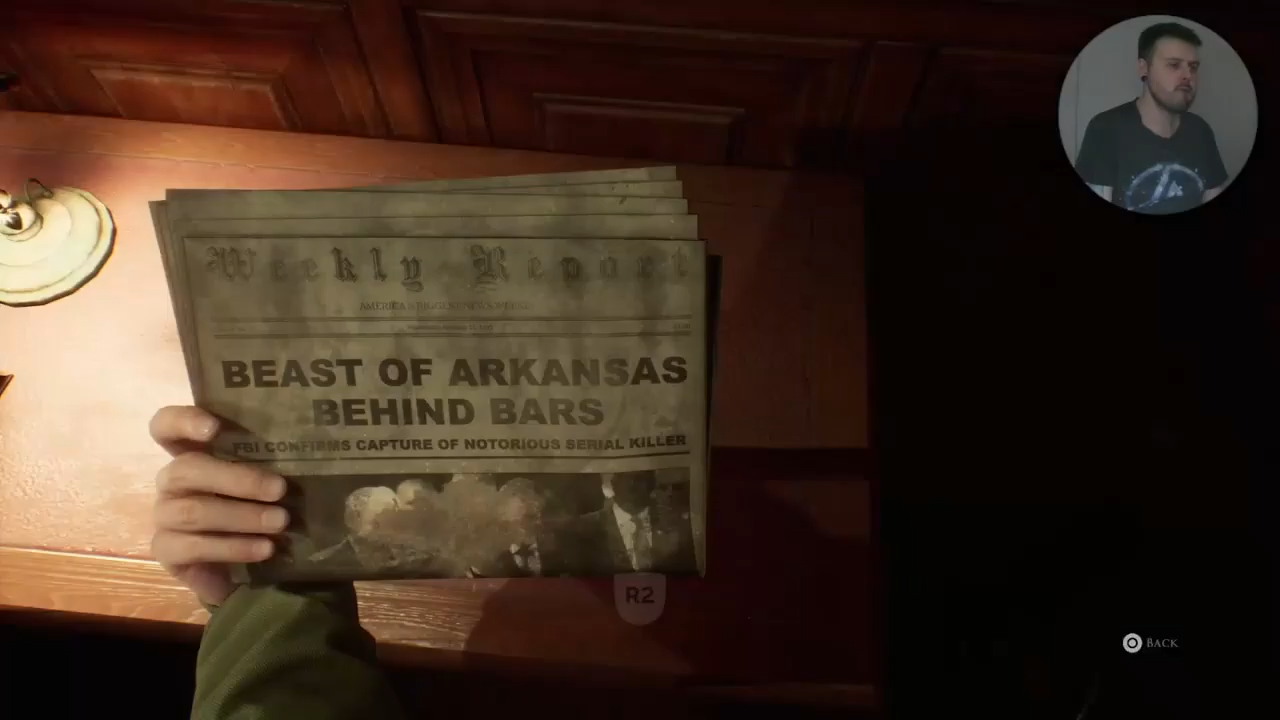 Weekly Report
BEAST OF ARKANSAS
BEHIND BARS
FBI CONFIRMS CAPTURE OF NOTORIOUS SERIAL KILLER
R2
BACK